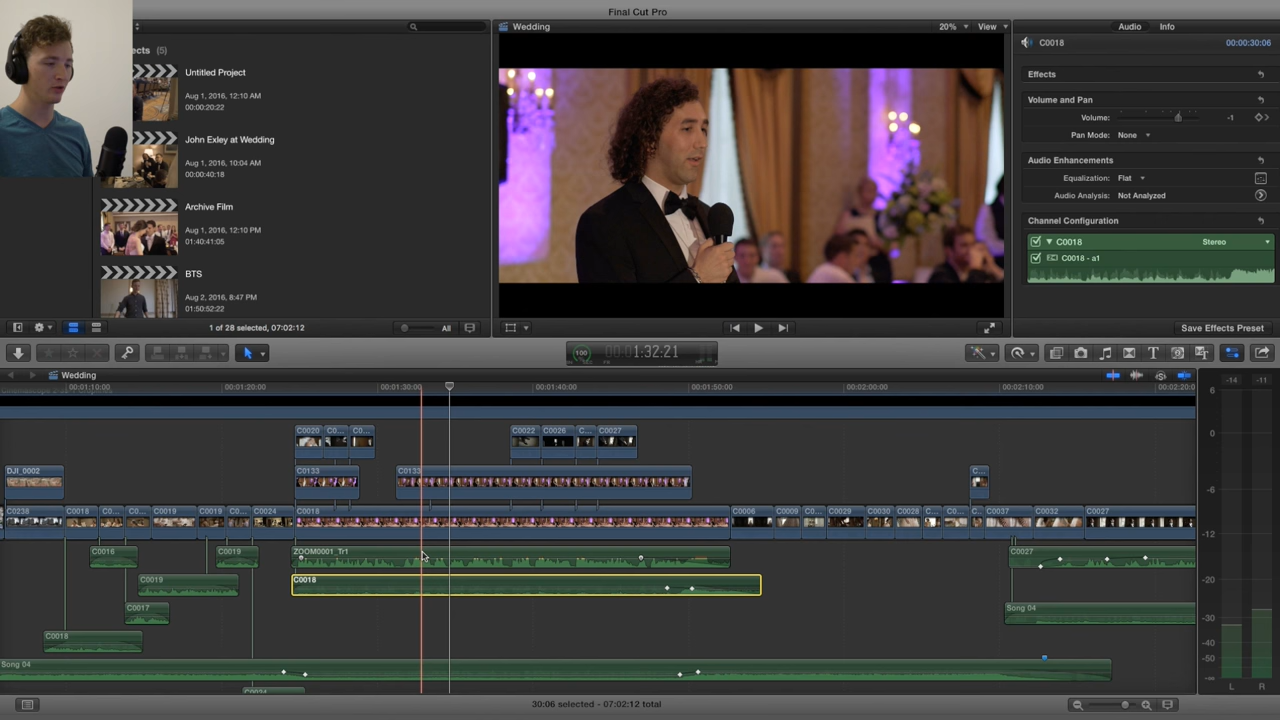 Final Cut Pro
ects (5)
Untitled Project
Aug 1, 2016, 12:10 AM
00:00:20:22
John Exley at Wedding
Aug 1, 2016, 10:04 AM
00:00:40:18
Archive Film
Aug 1, 2016, 12:10 PM
01:40:41:05
BTS
Aug 2, 2016, 8:47 PM
01:50:52:22
1 of 28 selected, 07:02:12
All
Wedding
20%
View
Audio
Info
C0018
00:00:30:06
Effects
Volume and Pan
Volume:
-1
Pan Mode: None
Audio Enhancements
Equalization: Flat
Audio Analysis: Not Analyzed
Channel Configuration
C0018 Stereo
C0018 - a1
Save Effects Preset
100
1:32:21
Wedding
00:01:10:00
00:01:20:00
00:01:30:00
00:01:40:00
00:01:50:00
00:02:00:00
00:02:10:00
00:02:20:0
C0020 C0... C0...
C0022 C0026 C... C0027
DJI_0002
C0133
C0133
C...
C0238 C0018 C0... C0... C0019 C0019 C0... C0024 C0018 C0006 C0009 C0... C0029 C0030 C0028 C... C0... C... C0037 C0032 C0027
C0016
C0019
ZOOM0001_Tr1
C0027
C0019
C0018
C0017
Song 04
C0018
Song 04
C0024
-14 -11
6
0
-6
-12
-20
-30
-40
-50
-∞
L R
30:06 selected - 07:02:12 total